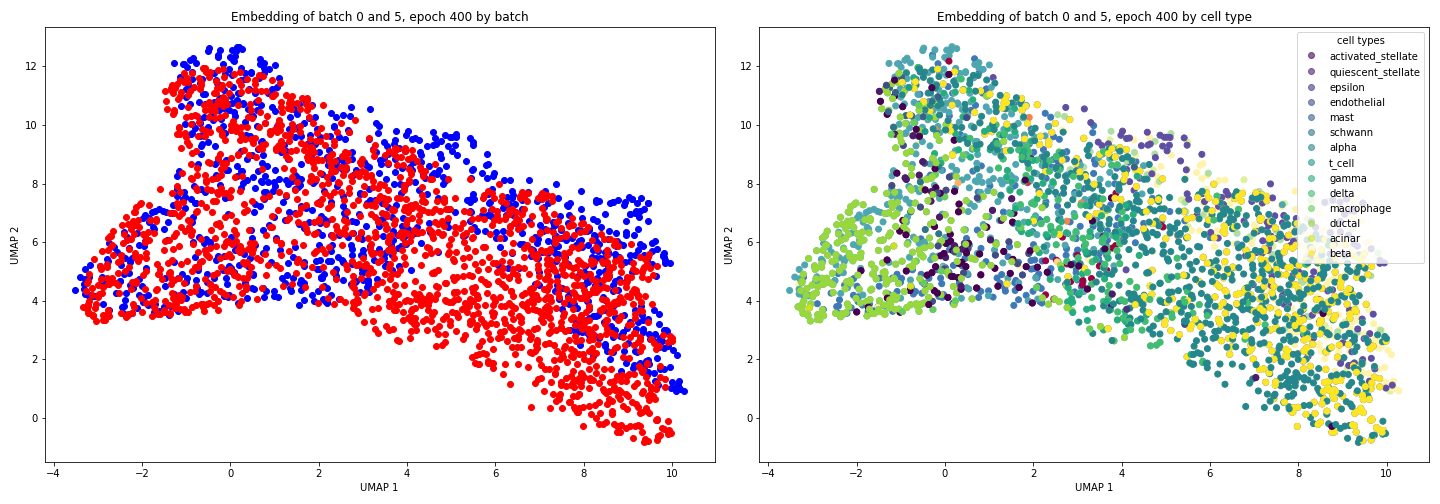 Embedding of batch 0 and 5, epoch 400 by batch
12
10
8
6
4
2
0
UMAP 2
−4
−2
0
2
4
6
8
10
UMAP 1
Embedding of batch 0 and 5, epoch 400 by cell type
12
10
8
6
4
2
0
UMAP 2
−4
−2
0
2
4
6
8
10
UMAP 1
cell types
activated_stellate
quiescent_stellate
epsilon
endothelial
mast
schwann
alpha
t_cell
gamma
delta
macrophage
ductal
acinar
beta